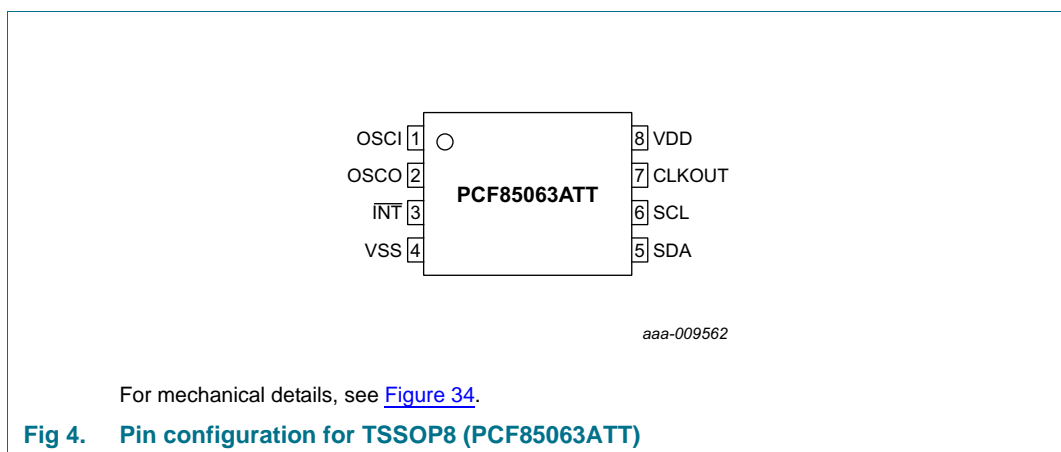 OSCI 1 8 VDD
OSCO 2 7 CLKOUT
PCF85063ATT
INT 3 6 SCL
VSS 4 5 SDA
aaa-009562
For mechanical details, see Figure 34.
Fig 4. Pin configuration for TSSOP8 (PCF85063ATT)